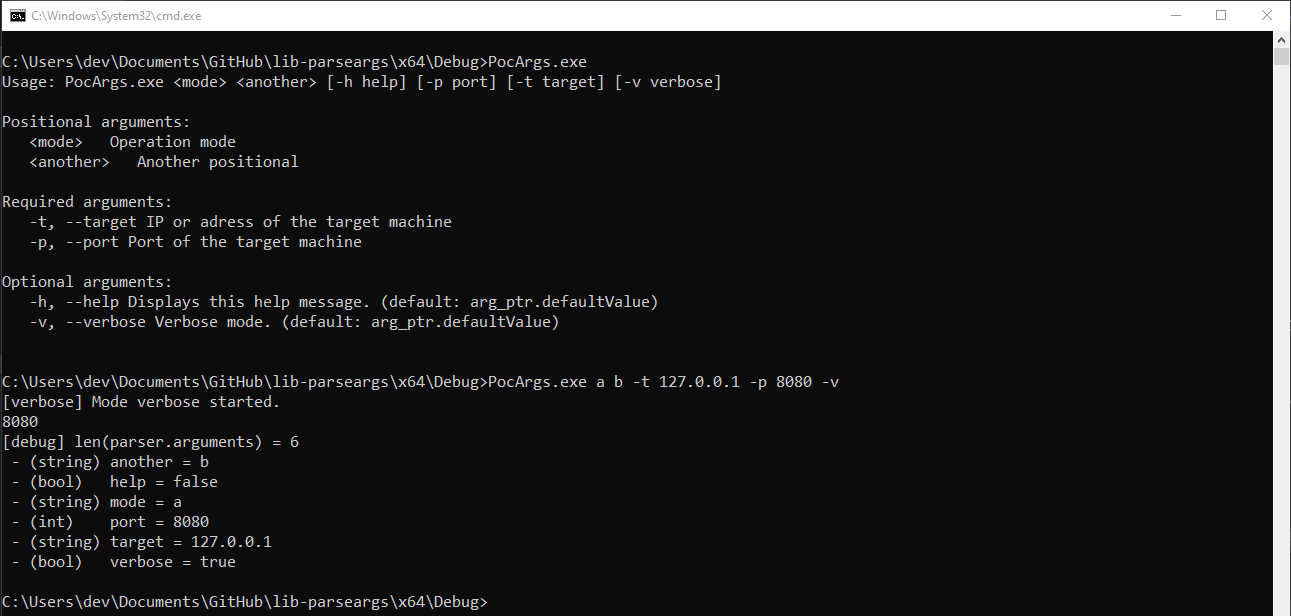 C:\Windows\System32\cmd.exe
C:\Users\dev\Documents\GitHub\lib-parseargs\x64\Debug>PocArgs.exe
Usage: PocArgs.exe <mode> <another> [-h help] [-p port] [-t target] [-v verbose]
Positional arguments:
<mode>   Operation mode
<another>   Another positional
Required arguments:
-t, --target IP or adress of the target machine
-p, --port Port of the target machine
Optional arguments:
-h, --help Displays this help message. (default: arg_ptr.defaultValue)
-v, --verbose Verbose mode. (default: arg_ptr.defaultValue)
C:\Users\dev\Documents\GitHub\lib-parseargs\x64\Debug>PocArgs.exe a b -t 127.0.0.1 -p 8080 -v
[verbose] Mode verbose started.
8080
[debug] len(parser.arguments) = 6
- (string) another = b
- (bool)   help = false
- (string) mode = a
- (int)    port = 8080
- (string) target = 127.0.0.1
- (bool)   verbose = true
C:\Users\dev\Documents\GitHub\lib-parseargs\x64\Debug>